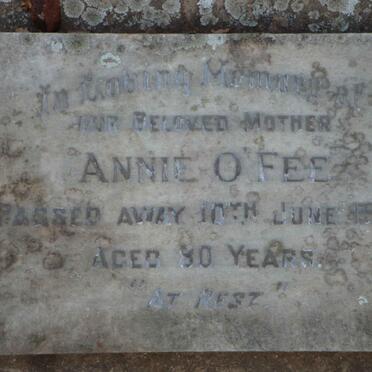 In Loving Memory of
Our Beloved Mother
Annie O'Fee
Passed away 10th June
Aged 80 Years.
"At Rest"